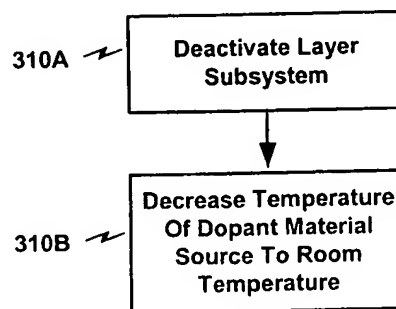 310A
Deactivate Layer
Subsystem
310B
Decrease Temperature
Of Dopant Material
Source To Room
Temperature